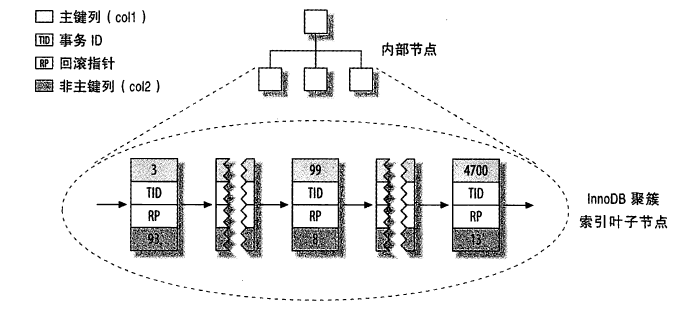 主键列（col1）
TID 事务 ID
RP 回滚指针
非主键列（col2）
内部节点
3 99 4700
TID TID TID
RP RP RP
93 8 13
InnoDB 聚簇
索引叶子节点